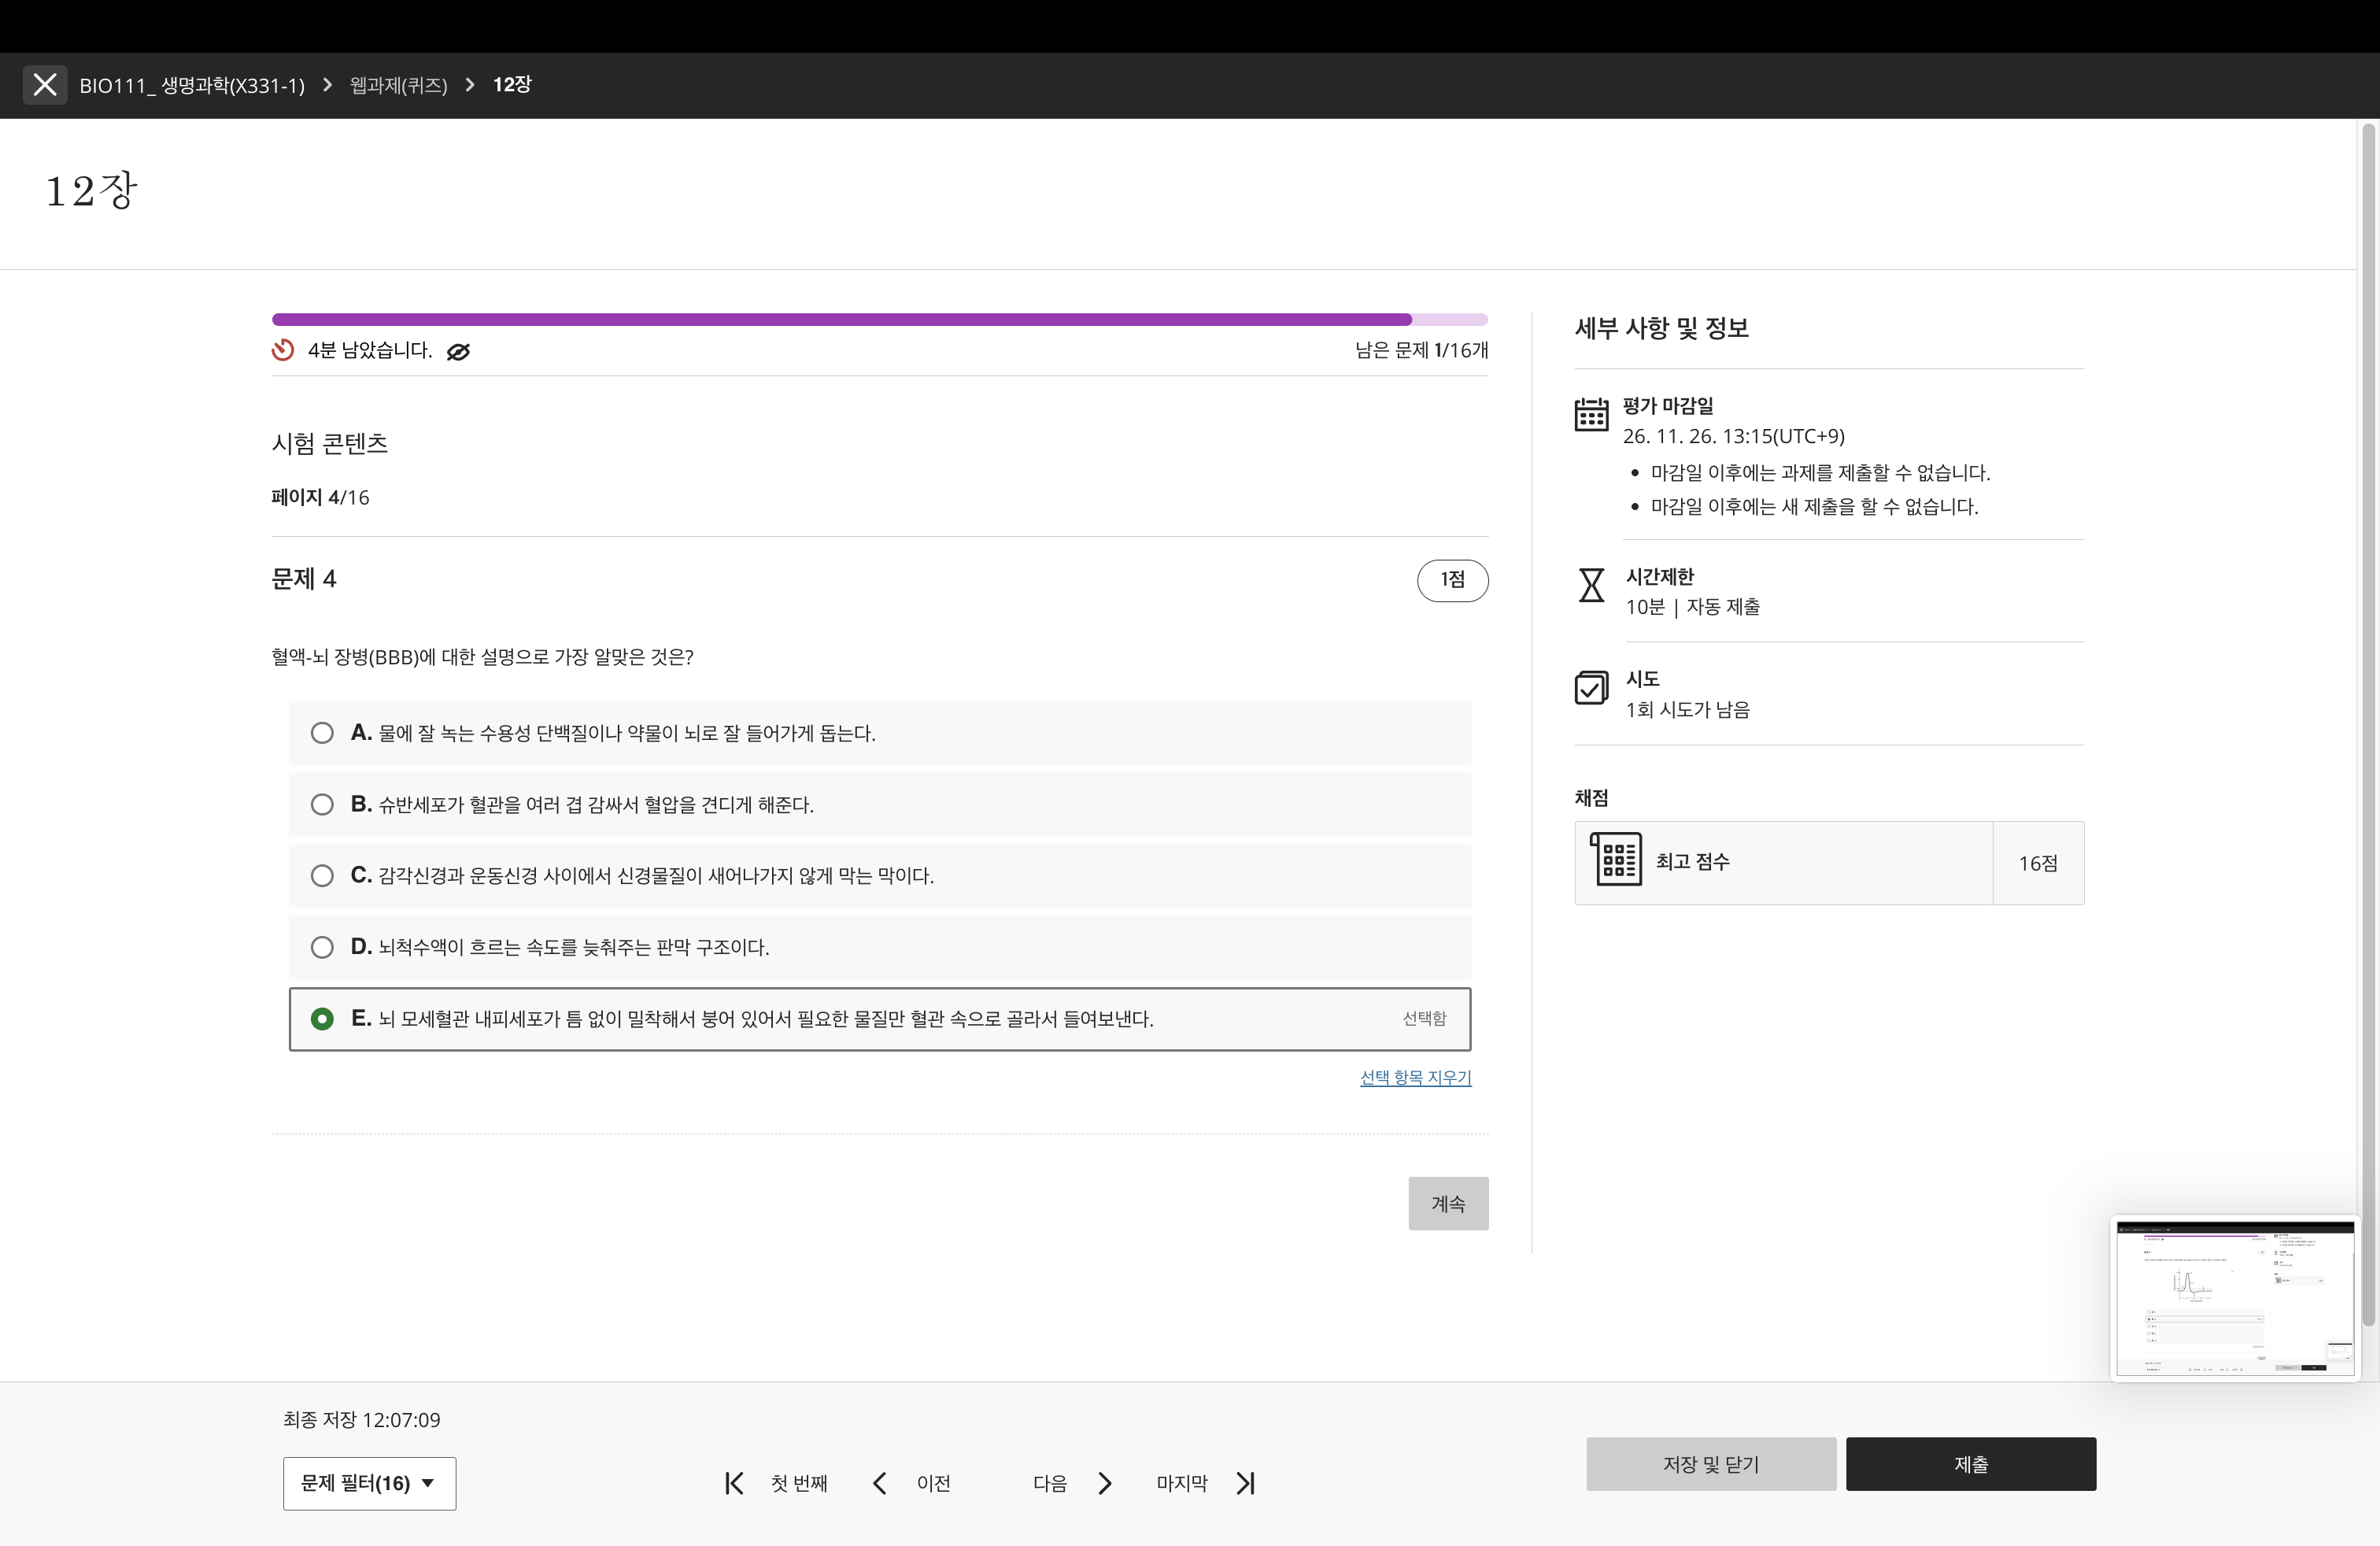 BIO111_ 생명과학(X331-1) 웹과제(퀴즈) 12장
12장
4분 남았습니다.
남은 문제 1/16개
시험 콘텐츠
페이지 4/16
문제 4
1점
혈액-뇌 장병(BBB)에 대한 설명으로 가장 알맞은 것은?
A. 물에 잘 녹는 수용성 단백질이나 약물이 뇌로 잘 들어가게 돕는다.
B. 슈반세포가 혈관을 여러 겹 감싸서 혈압을 견디게 해준다.
C. 감각신경과 운동신경 사이에서 신경물질이 새어나가지 않게 막는 막이다.
D. 뇌척수액이 흐르는 속도를 늦춰주는 판막 구조이다.
E. 뇌 모세혈관 내피세포가 틈 없이 밀착해서 붕어 있어서 필요한 물질만 혈관 속으로 골라서 들여보낸다.
선택함
선택 항목 지우기
계속
세부 사항 및 정보
평가 마감일
26. 11. 26. 13:15(UTC+9)
마감일 이후에는 과제를 제출할 수 없습니다.
마감일 이후에는 새 제출을 할 수 없습니다.
시간제한
10분 | 자동 제출
시도
1회 시도가 남음
채점
최고 점수
16점
최종 저장 12:07:09
문제 필터(16)
첫 번째
이전
다음
마지막
저장 및 닫기
제출